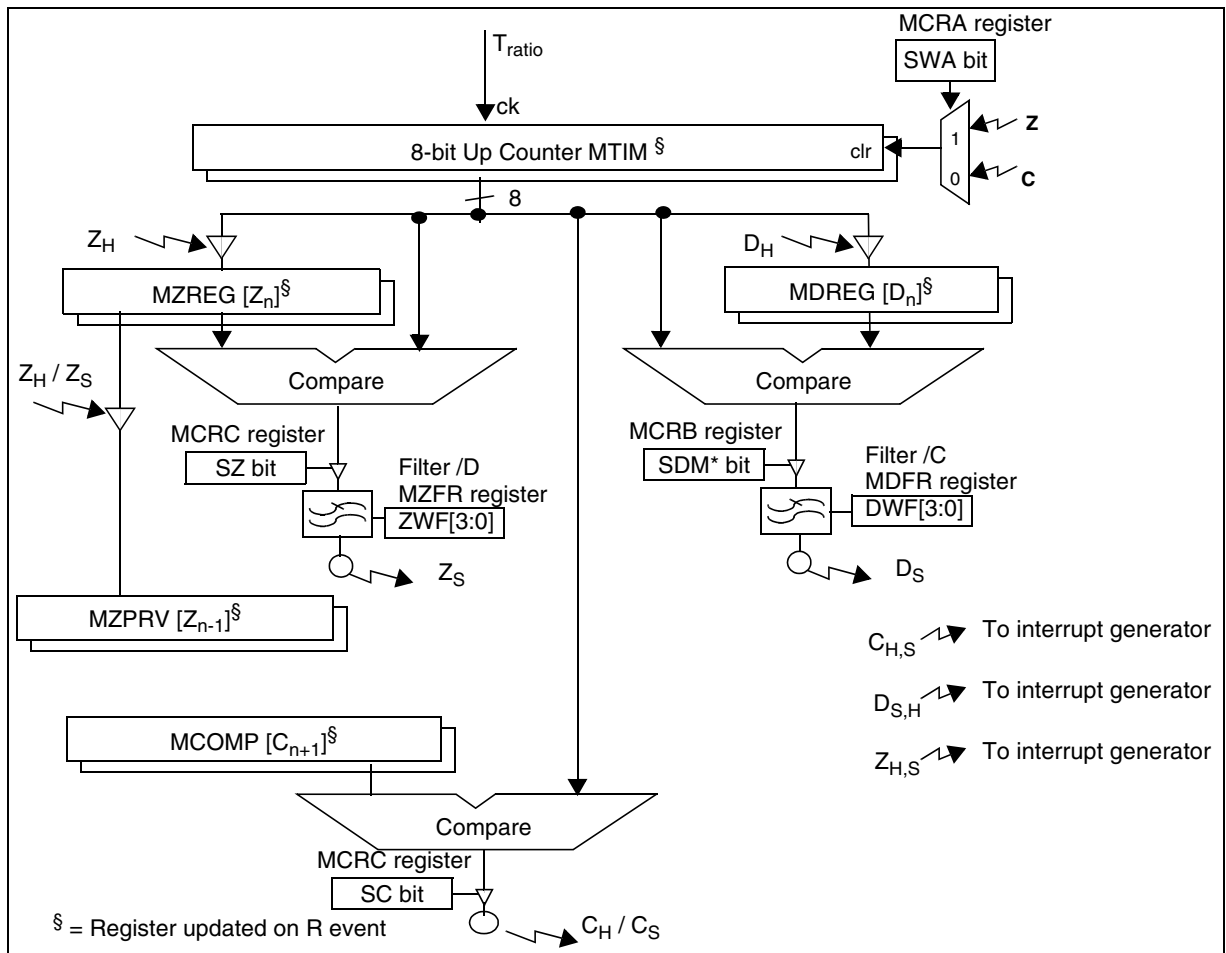 MCRA register
SWA bit
T_ratio
ck
8-bit Up Counter MTIM §
clr
1
0
Z
C
8
Z_H
D_H
MZREG [Z_n]§
MDREG [D_n]§
Z_H / Z_S
Compare
Compare
MCRC register
SZ bit
Filter /D
MZFR register
ZWF[3:0]
MCRB register
SDM* bit
Filter /C
MDFR register
DWF[3:0]
Z_S
D_S
MZPRV [Z_n-1]§
C_H,S To interrupt generator
D_S,H To interrupt generator
Z_H,S To interrupt generator
MCOMP [C_n+1]§
Compare
MCRC register
SC bit
C_H / C_S
§ = Register updated on R event